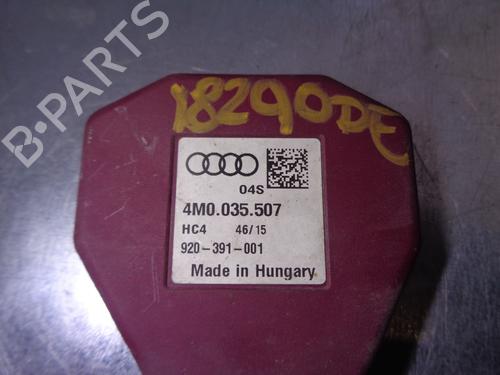 18290DE
B-PARTS
04S
4M0.035.507
HC4 46/15
920-391-001
Made in Hungary